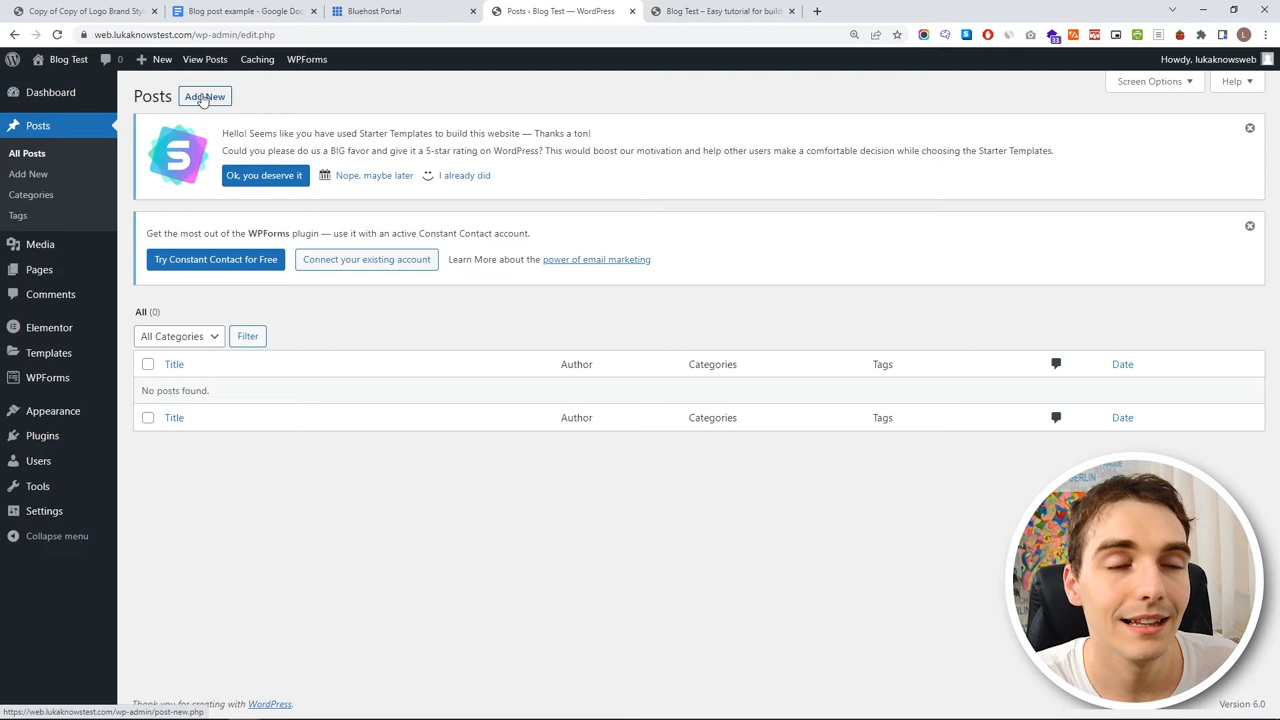 Copy of Copy of Logo Brand Sty
Blog post example - Google Doc
Bluehost Portal
Posts ‹ Blog Test — WordPress
Blog Test – Easy tutorial for build
web.lukaknowstest.com/wp-admin/edit.php
33
L
Blog Test
0
New
View Posts
Caching
WPForms
Howdy, lukaknowsweb
Dashboard
Posts
All Posts
Add New
Categories
Tags
Media
Pages
Comments
Elementor
Templates
WPForms
Appearance
Plugins
Users
Tools
Settings
Collapse menu
Screen Options
Help
Posts
Add New
S
Hello! Seems like you have used Starter Templates to build this website — Thanks a ton!
Could you please do us a BIG favor and give it a 5-star rating on WordPress? This would boost our motivation and help other users make a comfortable decision while choosing the Starter Templates.
Ok, you deserve it
Nope, maybe later
I already did
Get the most out of the WPForms plugin — use it with an active Constant Contact account.
Try Constant Contact for Free
Connect your existing account
Learn More about the power of email marketing
All (0)
All Categories
Filter
Title
Author
Categories
Tags
Date
No posts found.
Title
Author
Categories
Tags
Date
Thank you for creating with WordPress.
Version 6.0
https://web.lukaknowstest.com/wp-admin/post-new.php